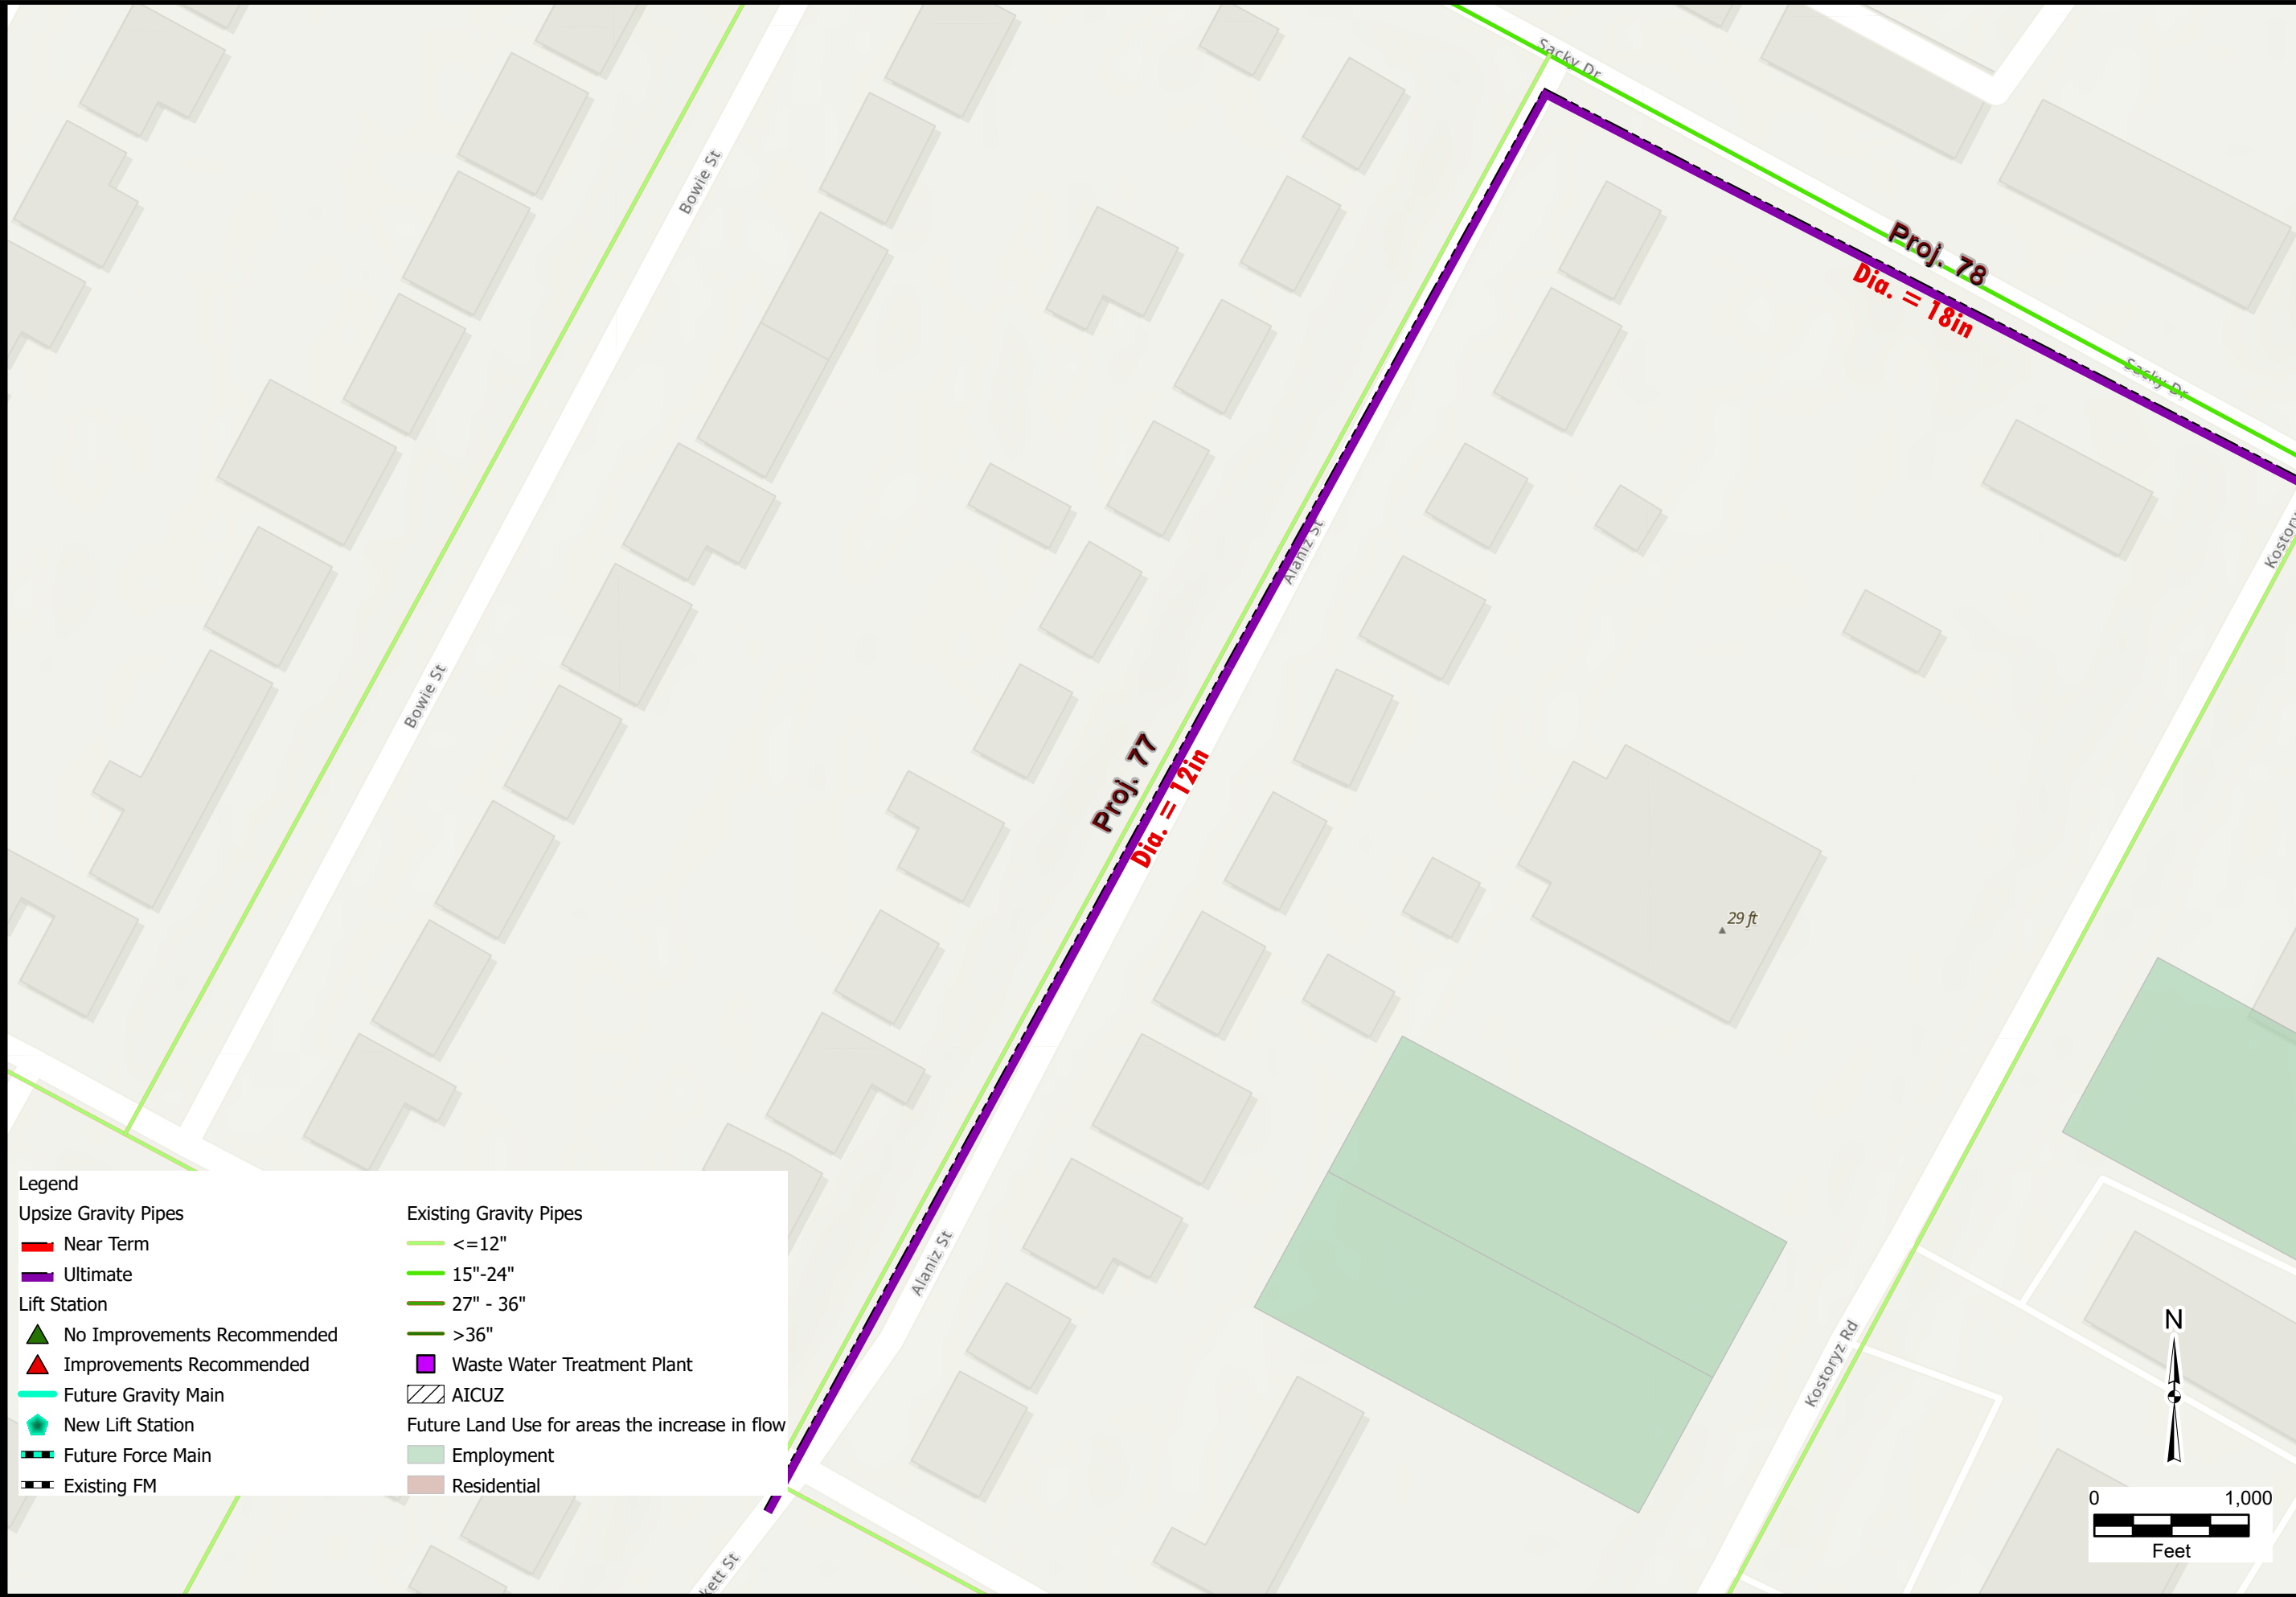 Sacky Dr
Bowie St
Proj. 78
Dia. = 18in
Sacky Dr
Alaniz St
Bowie St
Proj. 77
Dia. = 12in
29 ft
Alaniz St
Kostoryz Rd
Legend
Upsize Gravity Pipes
Near Term
Ultimate
Lift Station
No Improvements Recommended
Improvements Recommended
Future Gravity Main
New Lift Station
Future Force Main
Existing FM
Existing Gravity Pipes
<=12"
15"-24"
27" - 36"
>36"
Waste Water Treatment Plant
AICUZ
Future Land Use for areas the increase in flow
Employment
Residential
N
0 1,000
Feet
kett St